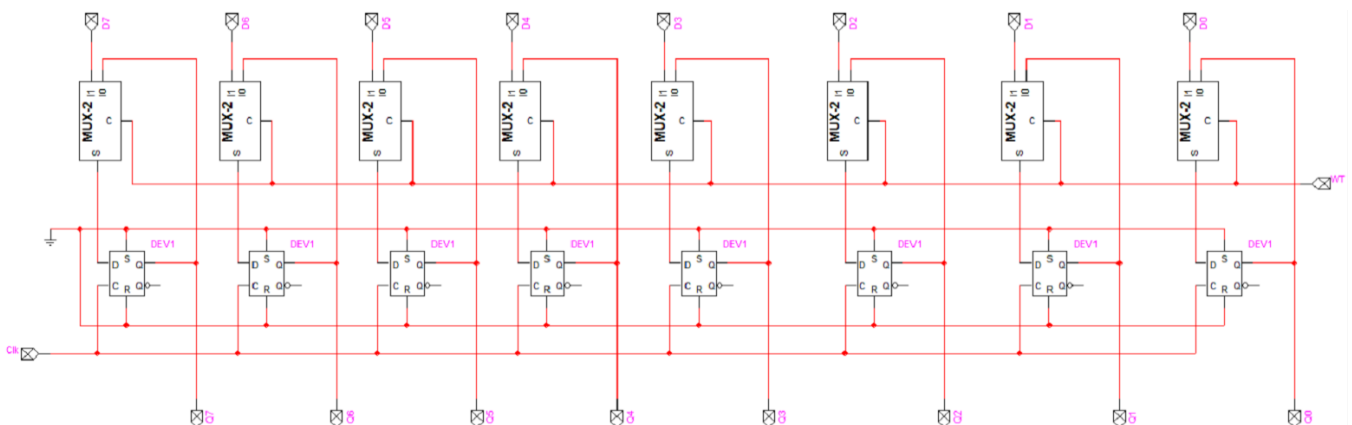 D7 D6 D5 D4 D3 D2 D1 D0
I1 I0 I1 I0 I1 I0 I1 I0 I1 I0 I1 I0 I1 I0 I1 I0
MUX-2 C MUX-2 C MUX-2 C MUX-2 C MUX-2 C MUX-2 C MUX-2 C MUX-2 C
S S S S S S S S
WT
DEV1 DEV1 DEV1 DEV1 DEV1 DEV1 DEV1 DEV1
S S S S S S S S
D Q D Q D Q D Q D Q D Q D Q D Q
C R Q C R Q C R Q C R Q C R Q C R Q C R Q C R Q
Clk
Q7 Q6 Q5 Q4 Q3 Q2 Q1 Q0